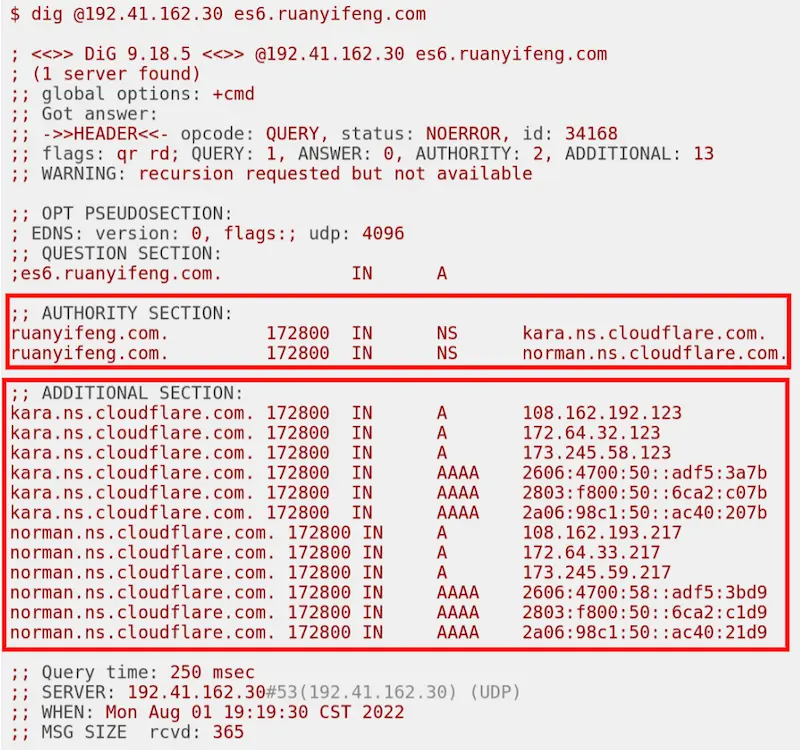 $ dig @192.41.162.30 es6.ruanyifeng.com
; <<>> DiG 9.18.5 <<>> @192.41.162.30 es6.ruanyifeng.com
; (1 server found)
;; global options: +cmd
;; Got answer:
;; ->>HEADER<<- opcode: QUERY, status: NOERROR, id: 34168
;; flags: qr rd; QUERY: 1, ANSWER: 0, AUTHORITY: 2, ADDITIONAL: 13
;; WARNING: recursion requested but not available
;; OPT PSEUDOSECTION:
; EDNS: version: 0, flags:; udp: 4096
;; QUESTION SECTION:
;es6.ruanyifeng.com. IN A
;; AUTHORITY SECTION:
ruanyifeng.com. 172800 IN NS kara.ns.cloudflare.com.
ruanyifeng.com. 172800 IN NS norman.ns.cloudflare.com.
;; ADDITIONAL SECTION:
kara.ns.cloudflare.com. 172800 IN A 108.162.192.123
kara.ns.cloudflare.com. 172800 IN A 172.64.32.123
kara.ns.cloudflare.com. 172800 IN A 173.245.58.123
kara.ns.cloudflare.com. 172800 IN AAAA 2606:4700:50::adf5:3a7b
kara.ns.cloudflare.com. 172800 IN AAAA 2803:f800:50::6ca2:c07b
kara.ns.cloudflare.com. 172800 IN AAAA 2a06:98c1:50::ac40:207b
norman.ns.cloudflare.com. 172800 IN A 108.162.193.217
norman.ns.cloudflare.com. 172800 IN A 172.64.33.217
norman.ns.cloudflare.com. 172800 IN A 173.245.59.217
norman.ns.cloudflare.com. 172800 IN AAAA 2606:4700:58::adf5:3bd9
norman.ns.cloudflare.com. 172800 IN AAAA 2803:f800:50::6ca2:c1d9
norman.ns.cloudflare.com. 172800 IN AAAA 2a06:98c1:50::ac40:21d9
;; Query time: 250 msec
;; SERVER: 192.41.162.30#53(192.41.162.30) (UDP)
;; WHEN: Mon Aug 01 19:19:30 CST 2022
;; MSG SIZE rcvd: 365